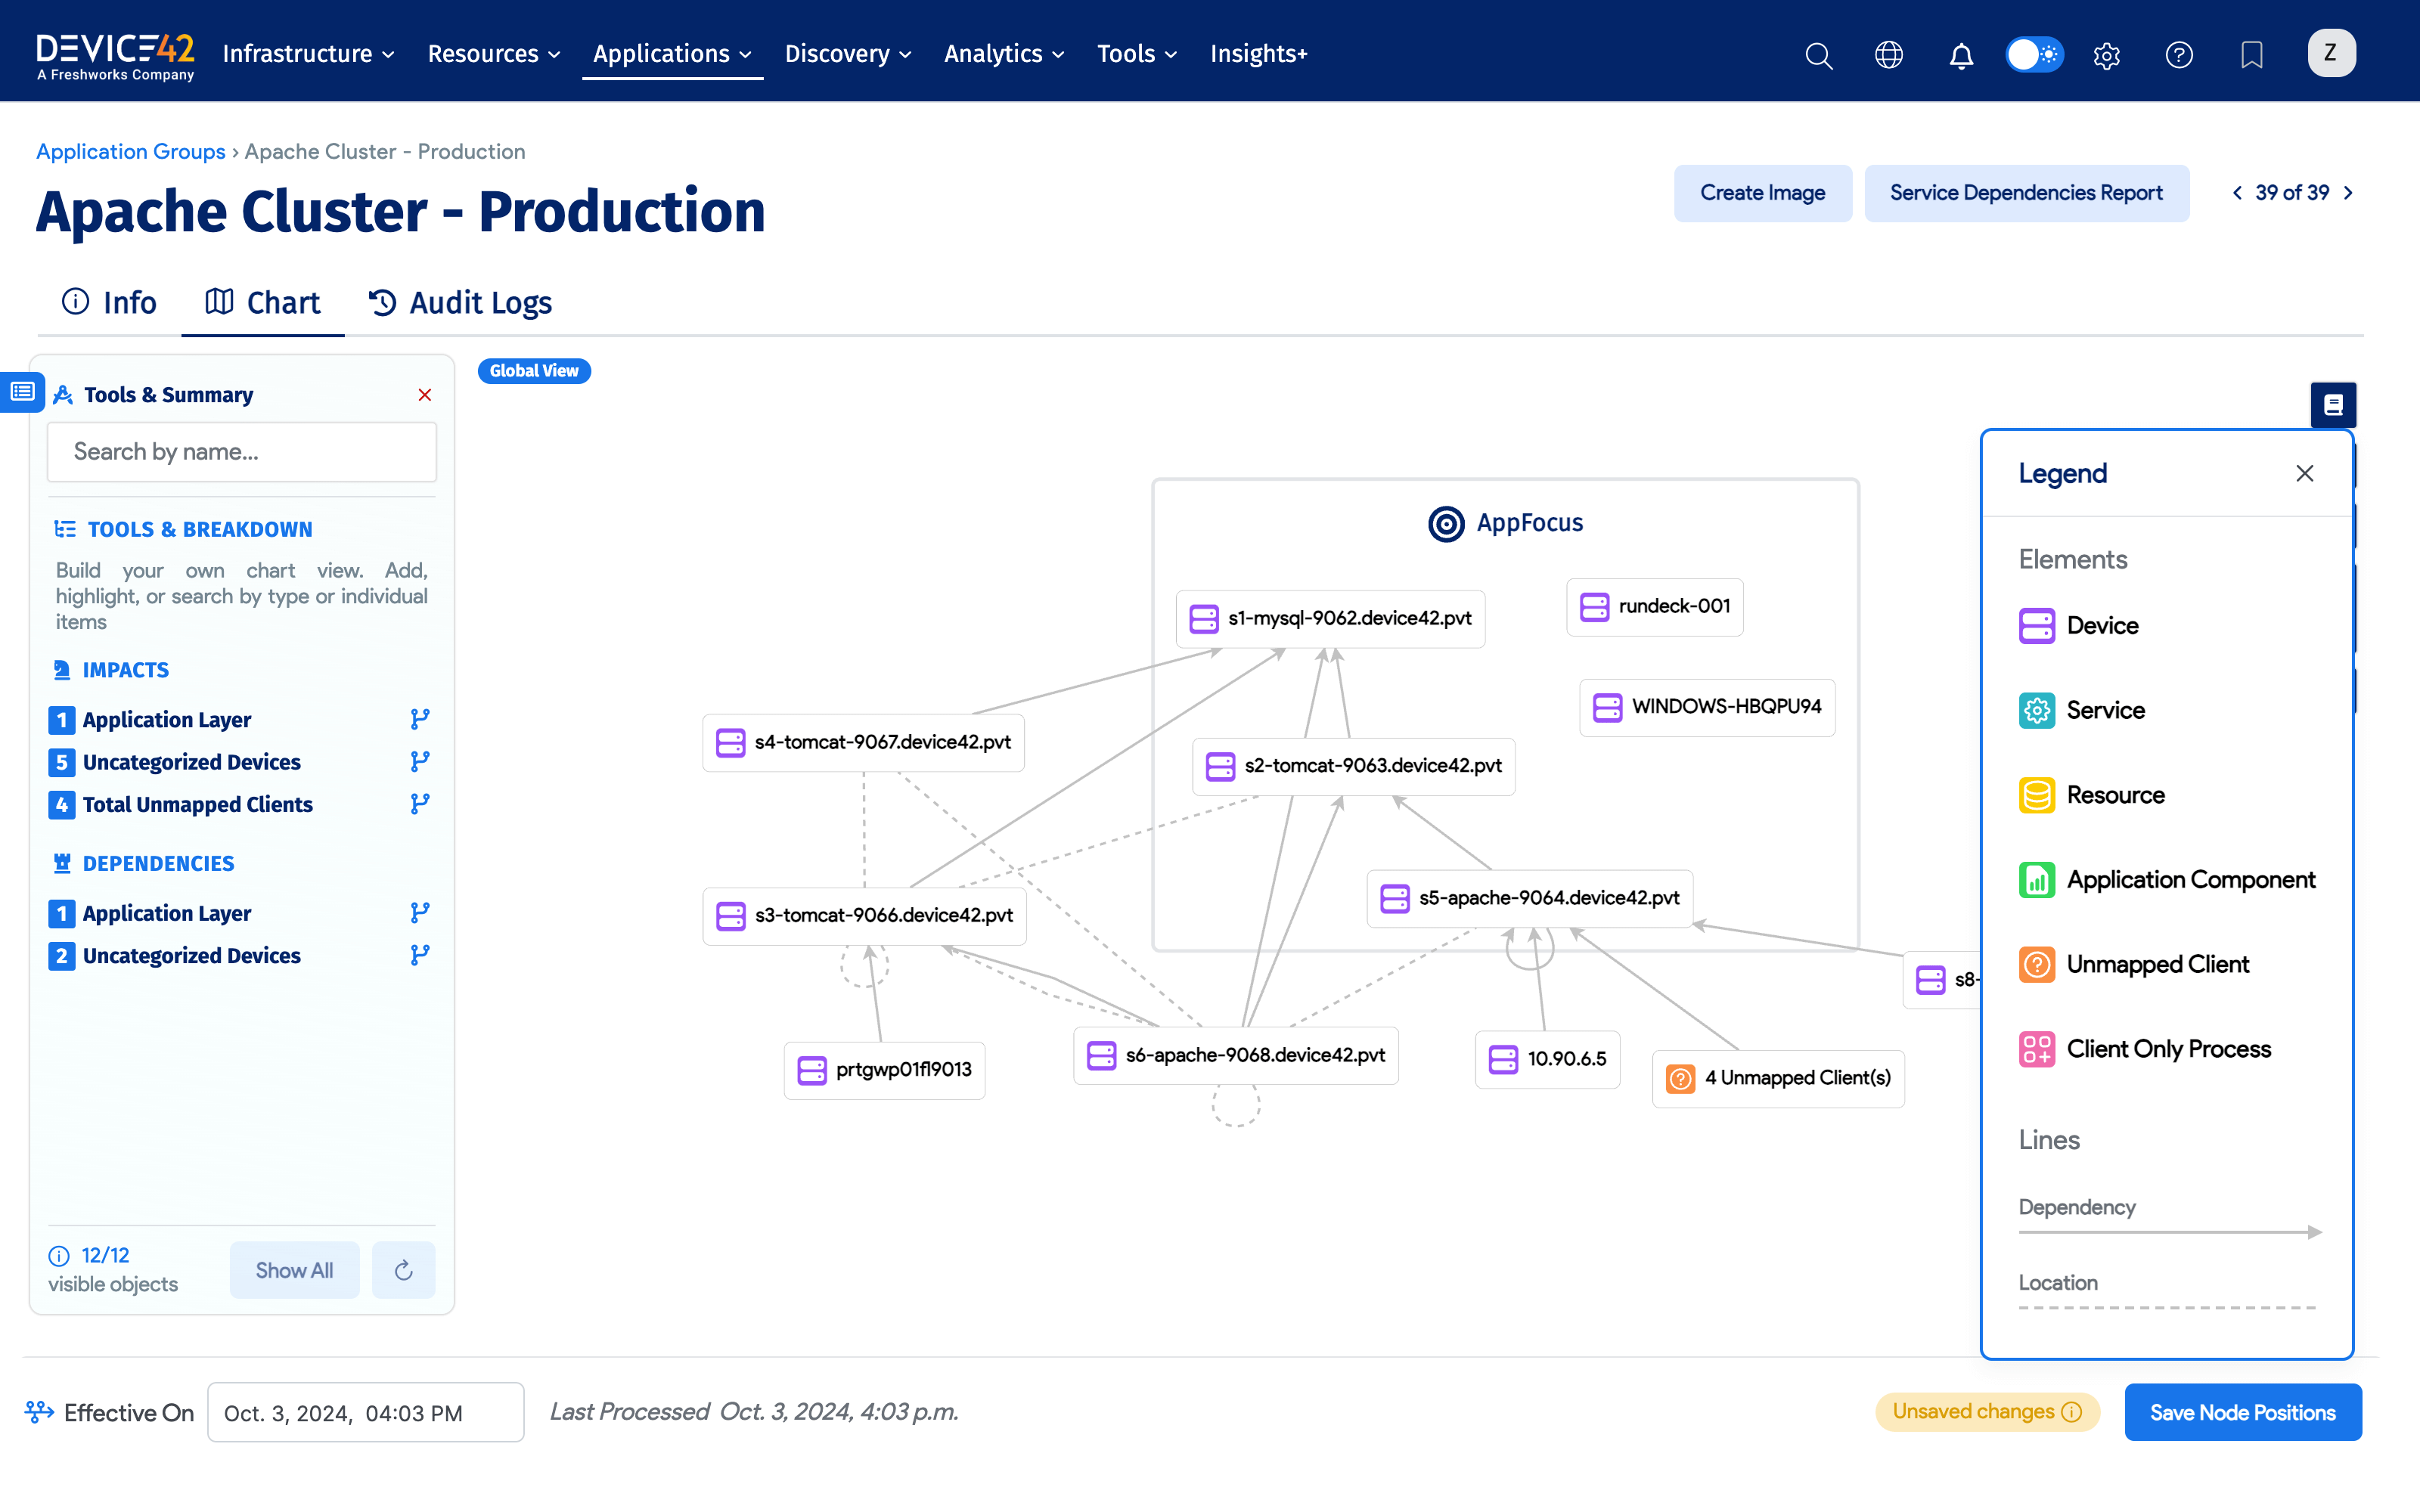 DEVICE42
A Freshworks Company
Infrastructure
Resources
Applications
Discovery
Analytics
Tools
Insights+
Z
Application Groups › Apache Cluster - Production
Apache Cluster - Production
Create Image
Service Dependencies Report
39 of 39
Info
Chart
Audit Logs
Tools & Summary
Search by name...
TOOLS & BREAKDOWN
Build your own chart view. Add,
highlight, or search by type or individual
items
IMPACTS
1 Application Layer
5 Uncategorized Devices
4 Total Unmapped Clients
DEPENDENCIES
1 Application Layer
2 Uncategorized Devices
12/12
visible objects
Show All
Global View
AppFocus
s1-mysql-9062.device42.pvt
rundeck-001
WINDOWS-HBQPU94
s4-tomcat-9067.device42.pvt
s2-tomcat-9063.device42.pvt
s5-apache-9064.device42.pvt
s3-tomcat-9066.device42.pvt
s8-
s6-apache-9068.device42.pvt
10.90.6.5
prtgwp01fl9013
4 Unmapped Client(s)
Legend
Elements
Device
Service
Resource
Application Component
Unmapped Client
Client Only Process
Lines
Dependency
Location
Effective On
Oct. 3, 2024, 04:03 PM
Last Processed Oct. 3, 2024, 4:03 p.m.
Unsaved changes
Save Node Positions